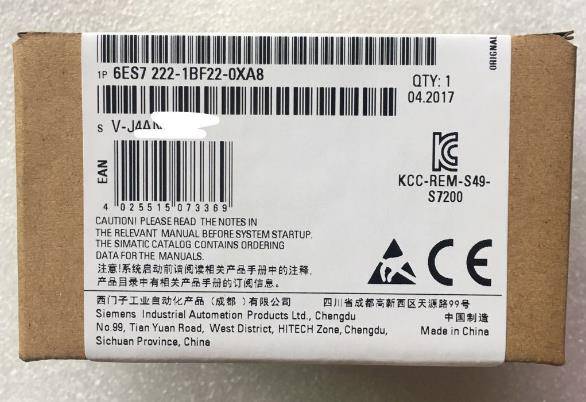 ORIGINAL
1P 6ES7 222-1BF22-0XA8
QTY: 1
04.2017
S V-J4A
EAN
4 025515 073369
KCC-REM-S49-
S7200
CAUTION! PLEASE READ THE NOTES IN
THE RELEVANT MANUAL BEFORE SYSTEM STARTUP.
THE SIMATIC CATALOG CONTAINS ORDERING
DATA FOR THE MANUALS.
注意!系统启动前请阅读相关产品手册中的注释,
产品目录中有相关产品手册的订阅信息。
CE
西门子工业自动化产品(成都)有限公司 四川省成都高新西区天源路99号
Siemens Industrial Automation Products Ltd., Chengdu 中国制造
No.99, Tian Yuan Road, West District, HITECH Zone, Chengdu, Made in China
Sichuan Province, China